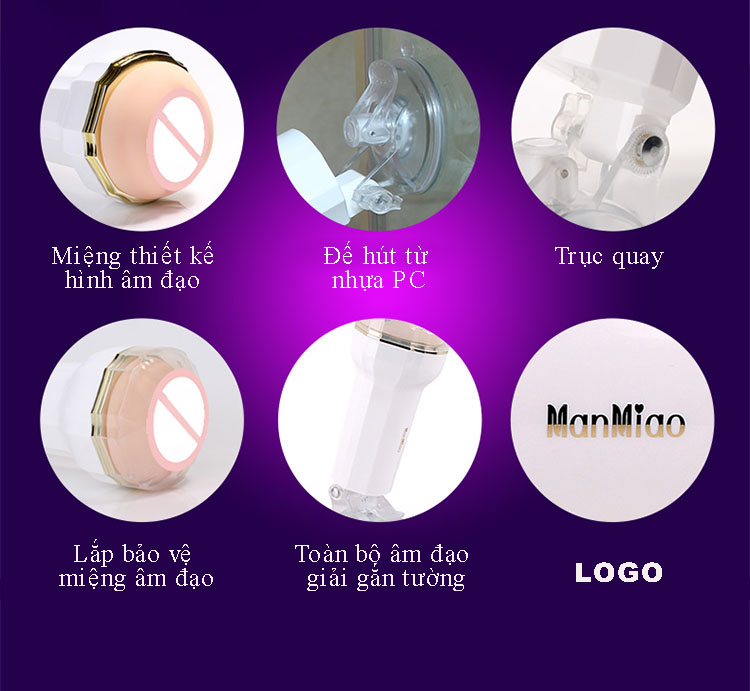 Miệng thiết kế
hình âm đạo
Đế hút từ
nhựa PC
Trục quay
ManMiao
Lắp bảo vệ
miệng âm đạo
Toàn bộ âm đạo
giải gắn tường
LOGO